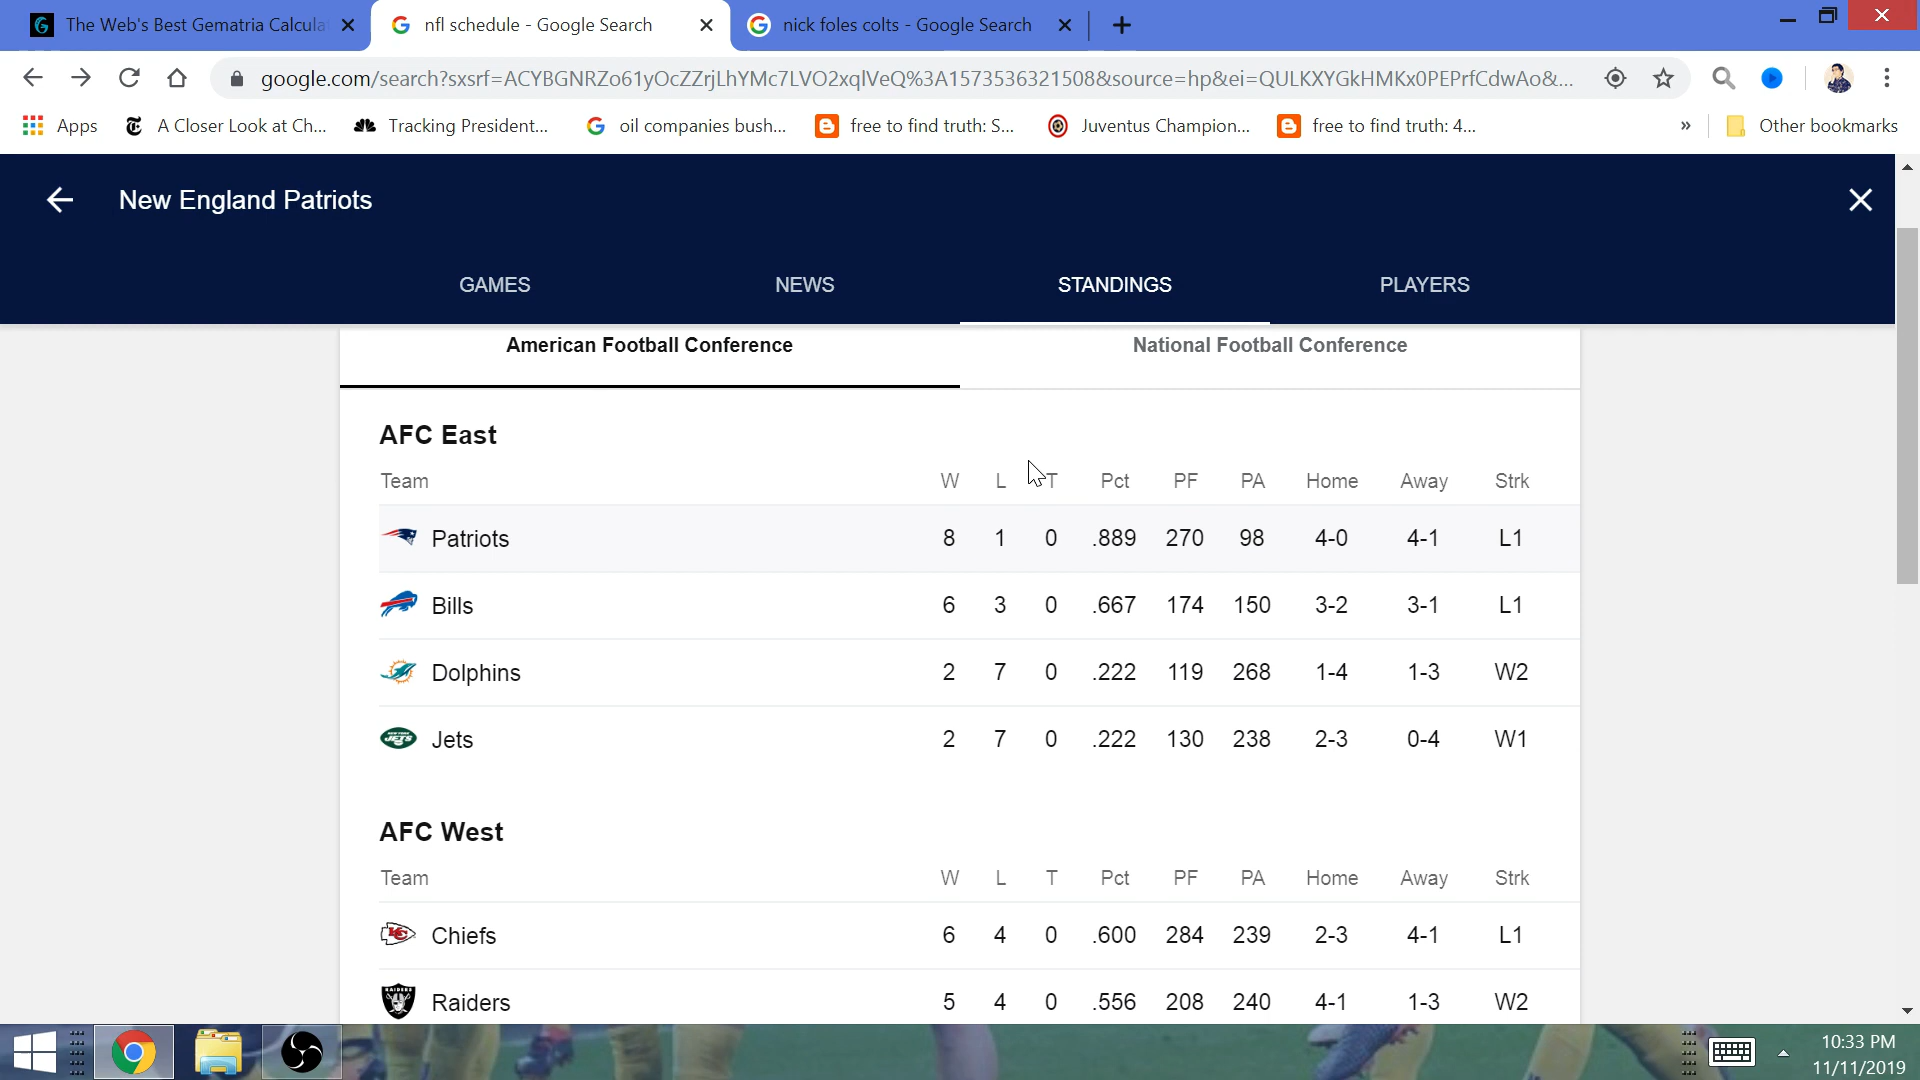 The Web's Best Gematria Calcula
nfl schedule - Google Search
nick foles colts - Google Search
google.com/search?sxsrf=ACYBGNRZo61yOcZZrjLhYMc7LVO2xqlVeQ%3A1573536321508&source=hp&ei=QULKXYGkHMKx0PEPrfCdwAo&...
Apps
A Closer Look at Ch...
Tracking President...
oil companies bush...
free to find truth: S...
Juventus Champion...
free to find truth: 4...
»
Other bookmarks
New England Patriots
GAMES
NEWS
STANDINGS
PLAYERS
American Football Conference
National Football Conference
AFC East
Team W L T Pct PF PA Home Away Strk
Patriots 8 1 0 .889 270 98 4-0 4-1 L1
Bills 6 3 0 .667 174 150 3-2 3-1 L1
Dolphins 2 7 0 .222 119 268 1-4 1-3 W2
Jets 2 7 0 .222 130 238 2-3 0-4 W1
AFC West
Team W L T Pct PF PA Home Away Strk
Chiefs 6 4 0 .600 284 239 2-3 4-1 L1
Raiders 5 4 0 .556 208 240 4-1 1-3 W2
10:33 PM
11/11/2019